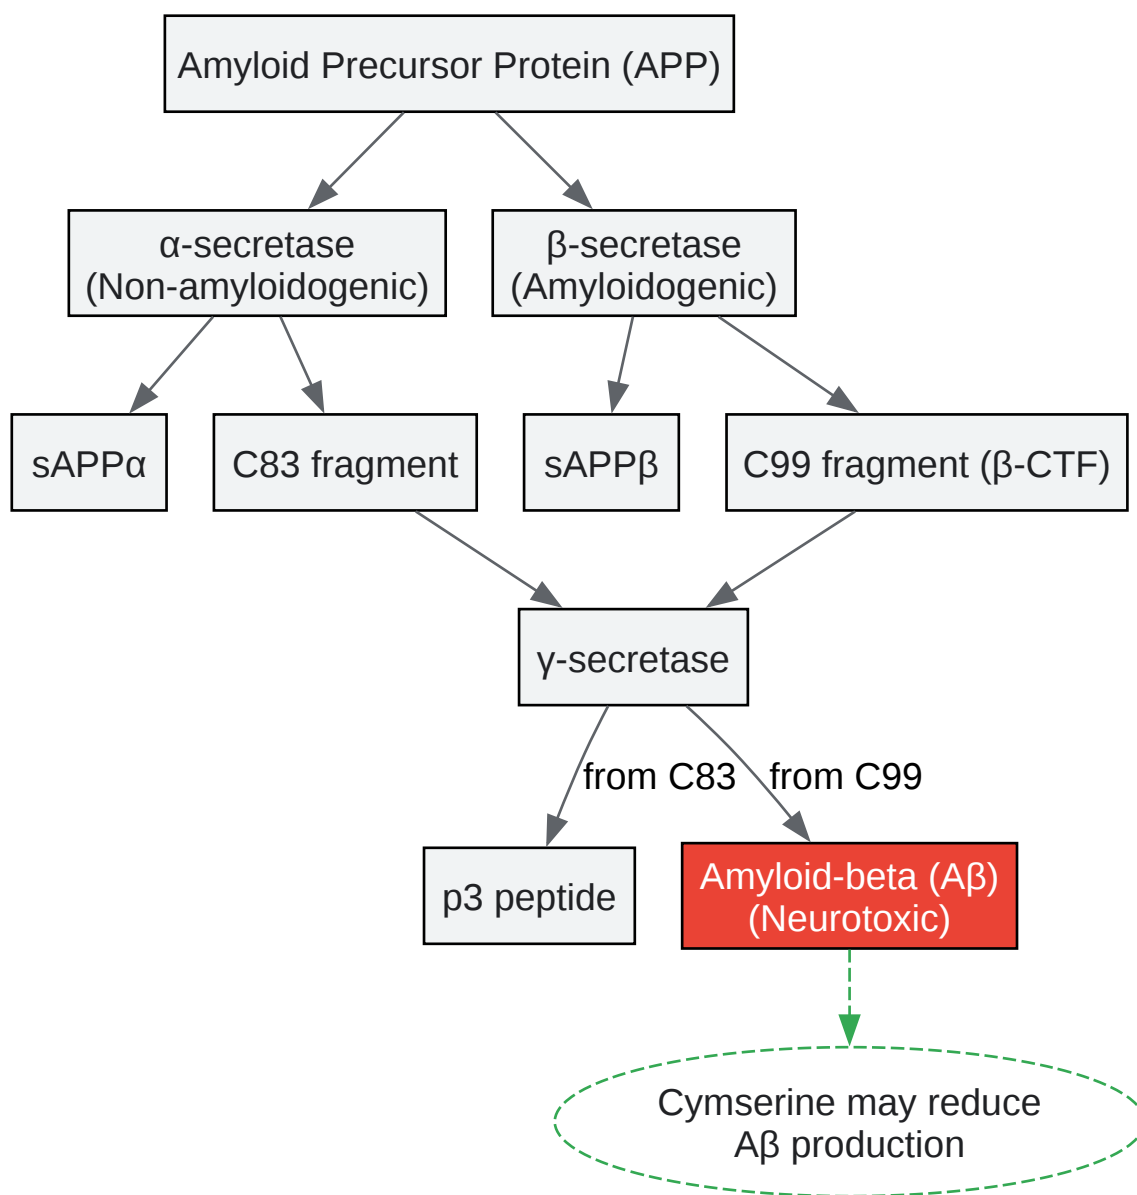 Amyloid Precursor Protein (APP)
α-secretase
(Non-amyloidogenic)
β-secretase
(Amyloidogenic)
sAPPα
C83 fragment
sAPPβ
C99 fragment (β-CTF)
γ-secretase
from C83
from C99
p3 peptide
Amyloid-beta (Aβ)
(Neurotoxic)
Cymserine may reduce
Aβ production